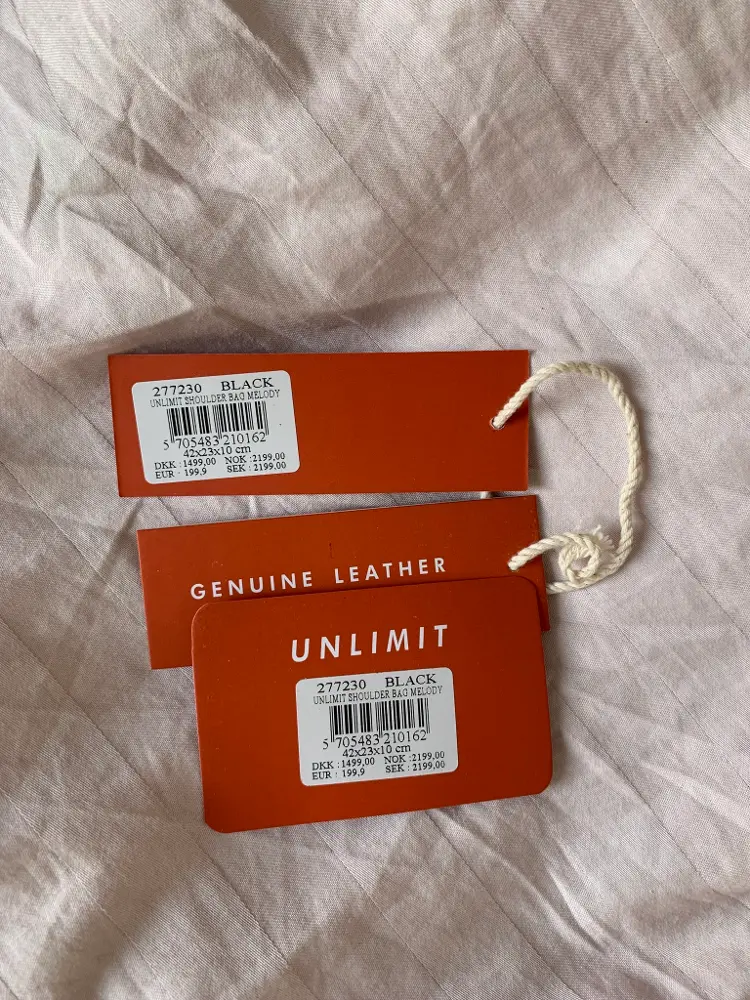 277230 BLACK
UNLIMIT SHOULDER BAG MELODY
5 705483 210162
42x23x10 cm
DKK : 1499,00 NOK : 2199,00
EUR : 199,9 SEK : 2199,00
GENUINE LEATHER
UNLIMIT
277230 BLACK
UNLIMIT SHOULDER BAG MELODY
5 705483 210162
42x23x10 cm
DKK : 1499,00 NOK : 2199,00
EUR : 199,9 SEK : 2199,00